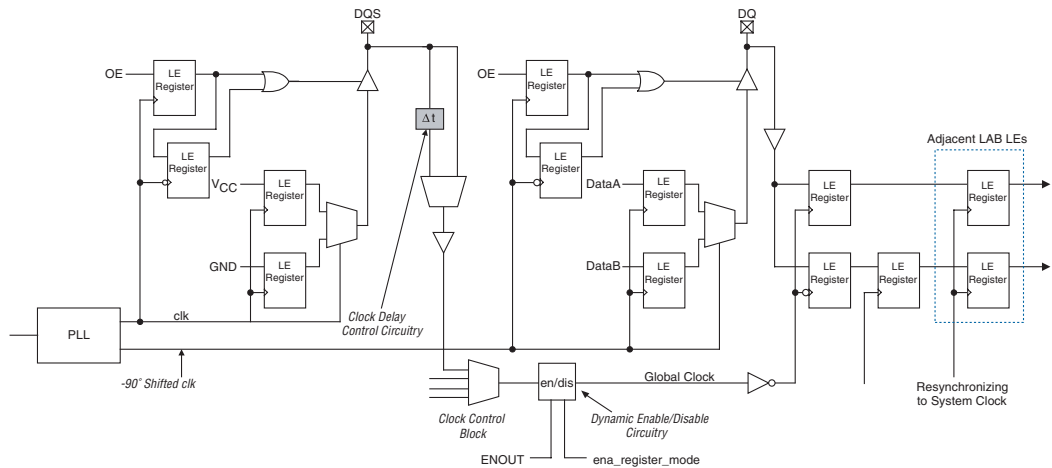 DQS
DQ
OE
LE
Register
OE
LE
Register
Δt
Adjacent LAB LEs
LE
Register
LE
Register
VCC
LE
Register
DataA
LE
Register
LE
Register
LE
Register
GND
LE
Register
DataB
LE
Register
LE
Register
LE
Register
LE
Register
clk
Clock Delay
Control Circuitry
PLL
-90° Shifted clk
en/dis
Global Clock
Clock Control
Block
Dynamic Enable/Disable
Circuitry
Resynchronizing
to System Clock
ENOUT
ena_register_mode